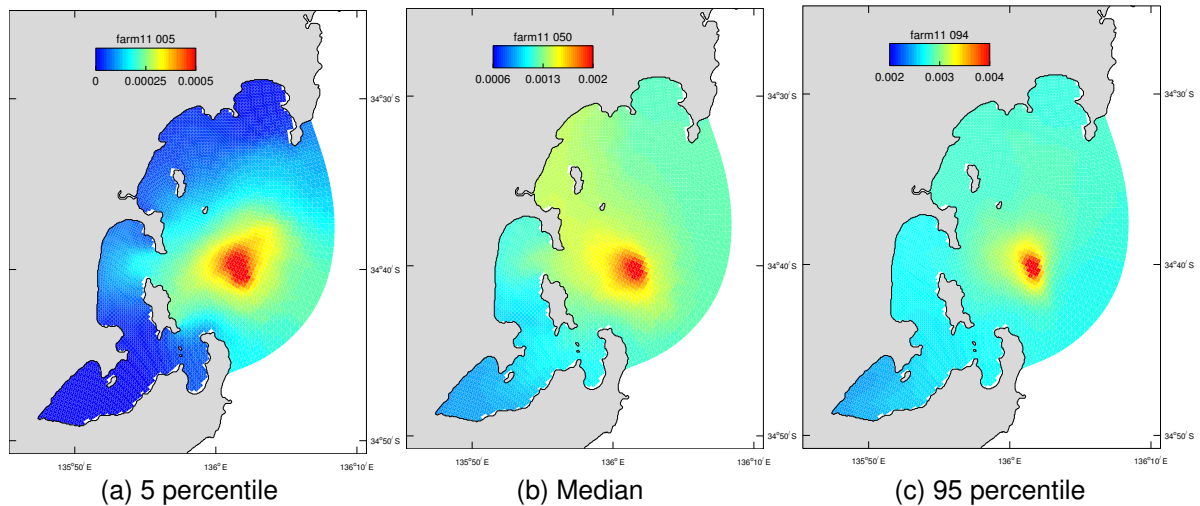 farm11 005
0 0.00025 0.0005
34°30′ S
34°40′ S
34°50′ S
135°50′ E
136°E
136°10′ E
(a) 5 percentile
farm11 050
0.0006 0.0013 0.002
34°30′ S
34°40′ S
34°50′ S
135°50′ E
136°E
136°10′ E
(b) Median
farm11 094
0.002 0.003 0.004
34°30′ S
34°40′ S
34°50′ S
135°50′ E
136°E
136°10′ E
(c) 95 percentile